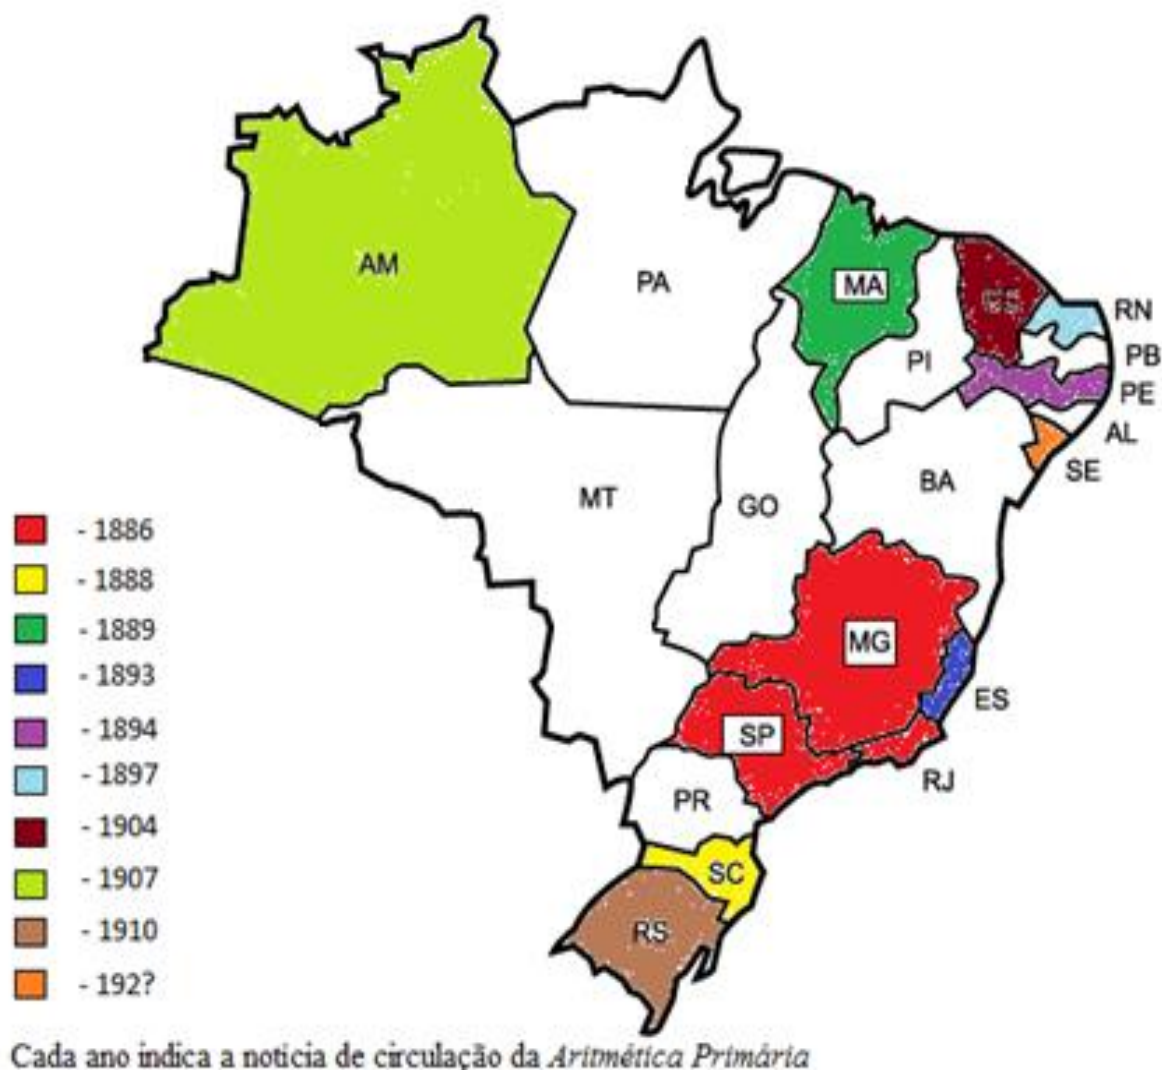 AM
PA
MA
RN
PI
PB
PE
AL
SE
BA
MT
GO
- 1886
- 1888
- 1889
MG
- 1893
ES
- 1894
SP
- 1897
RJ
PR
- 1904
SC
- 1907
- 1910
RS
- 192?
Cada ano indica a noticia de circulação da Aritmética Primária